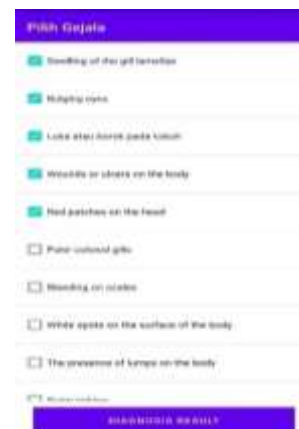 Pilih Gejala
Swelling of the gill lamellae
Bulging eyes
Luka atau borok pada tubuh
Wounds or ulcers on the body
Red patches on the head
Pale colored gills
Bleeding on scales
White spots on the surface of the body
The presence of lumps on the body
DIAGNOSIS RESULT